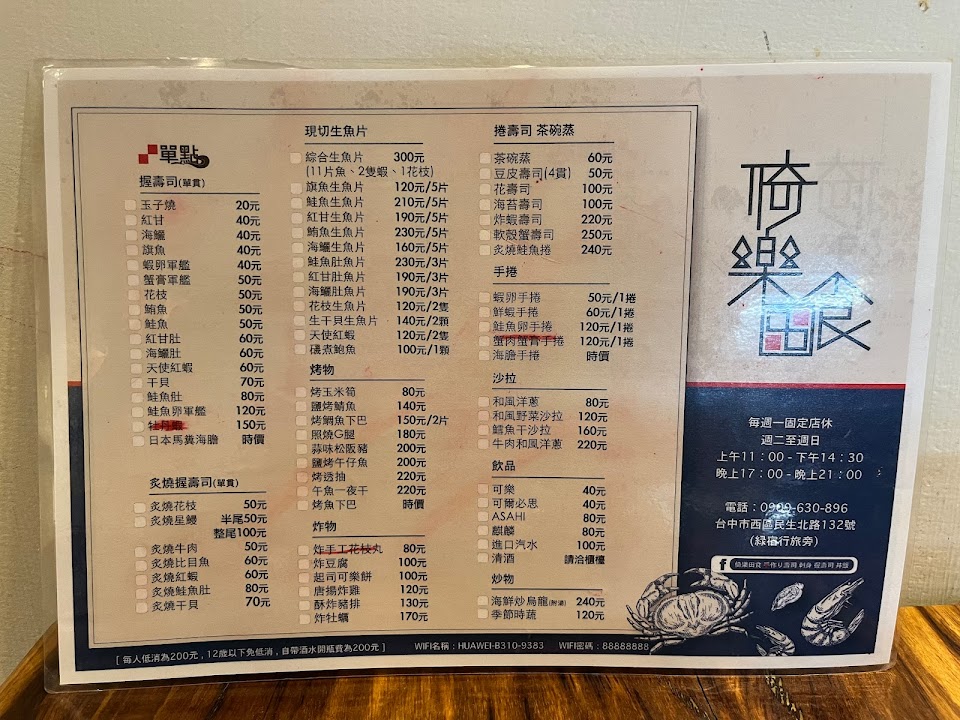 單點
握壽司(單貫)
玉子燒 20元
紅甘 40元
海鱺 40元
旗魚 40元
蝦卵軍艦 40元
蟹膏軍艦 50元
花枝 50元
鮪魚 50元
鮭魚 50元
紅甘肚 60元
海鱺肚 60元
天使紅蝦 60元
干貝 70元
鮭魚肚 80元
鮭魚卵軍艦 120元
牡丹蝦 150元
日本馬糞海膽 時價
炙燒握壽司(單貫)
炙燒花枝 50元
炙燒星鰻 半尾50元
整尾100元
炙燒牛肉 50元
炙燒比目魚 60元
炙燒紅蝦 60元
炙燒鮭魚肚 80元
炙燒干貝 70元
現切生魚片
綜合生魚片 300元
(11片魚、2隻蝦、1花枝)
旗魚生魚片 120元/5片
鮭魚生魚片 210元/5片
紅甘生魚片 190元/5片
鮪魚生魚片 230元/5片
海鱺生魚片 160元/5片
鮭魚肚魚片 230元/3片
紅甘肚魚片 190元/3片
海鱺肚魚片 190元/3片
花枝生魚片 120元/2隻
生干貝生魚片 140元/2顆
天使紅蝦 120元/2隻
磯煮鮑魚 100元/1顆
烤物
烤玉米筍 80元
鹽烤鯖魚 140元
烤鯛魚下巴 150元/2片
照燒G腿 180元
蒜味松阪豬 200元
鹽烤午仔魚 200元
烤透抽 220元
午魚一夜干 220元
烤魚下巴 時價
炸物
炸手工花枝丸 80元
炸豆腐 100元
起司可樂餅 100元
唐揚炸雞 120元
酥炸豬排 130元
炸牡蠣 170元
捲壽司 茶碗蒸
茶碗蒸 60元
豆皮壽司(4貫) 50元
花壽司 100元
海苔壽司 100元
炸蝦壽司 220元
軟殼蟹壽司 250元
炙燒鮭魚捲 240元
手捲
蝦卵手捲 50元/1捲
鮮蝦手捲 60元/1捲
鮭魚卵手捲 120元/1捲
蟹肉蟹膏手捲 120元/1捲
海膽手捲 時價
沙拉
和風洋蔥 80元
和風野菜沙拉 120元
鱈魚干沙拉 160元
牛肉和風洋蔥 220元
飲品
可樂 40元
可爾必思 40元
ASAHI 80元
麒麟 80元
進口汽水 100元
清酒 請洽櫃檯
炒物
海鮮炒烏龍(附湯) 240元
季節時蔬 120元
[ 每人低消為200元，12歲以下免低消，自帶酒水開瓶費為200元 ]
WIFI名稱：HUAWEI-B310-9383 WIFI密碼：88888888
倚樂田食
每週一固定店休
週二至週日
上午11：00 - 下午14：30
晚上17：00 - 晚上21：00
電話：0909-630-896
台中市西區民生北路132號
(綠宿行旅旁)
f 倚樂田食 手作り壽司 刺身 握壽司 丼飯